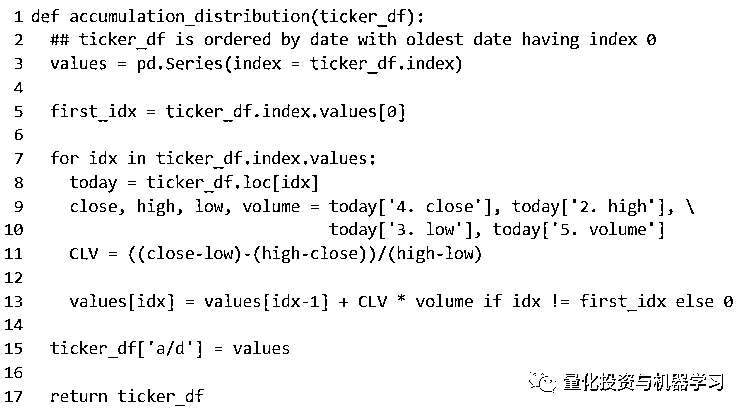 1 def accumulation_distribution(ticker_df):
2   ## ticker_df is ordered by date with oldest date having index 0
3   values = pd.Series(index = ticker_df.index)
4
5   first_idx = ticker_df.index.values[0]
6
7   for idx in ticker_df.index.values:
8     today = ticker_df.loc[idx]
9     close, high, low, volume = today['4. close'], today['2. high'], \
10                                today['3. low'], today['5. volume']
11     CLV = ((close-low)-(high-close))/(high-low)
12
13     values[idx] = values[idx-1] + CLV * volume if idx != first_idx else 0
14
15   ticker_df['a/d'] = values
16
17   return ticker_df
量化投资与机器学习